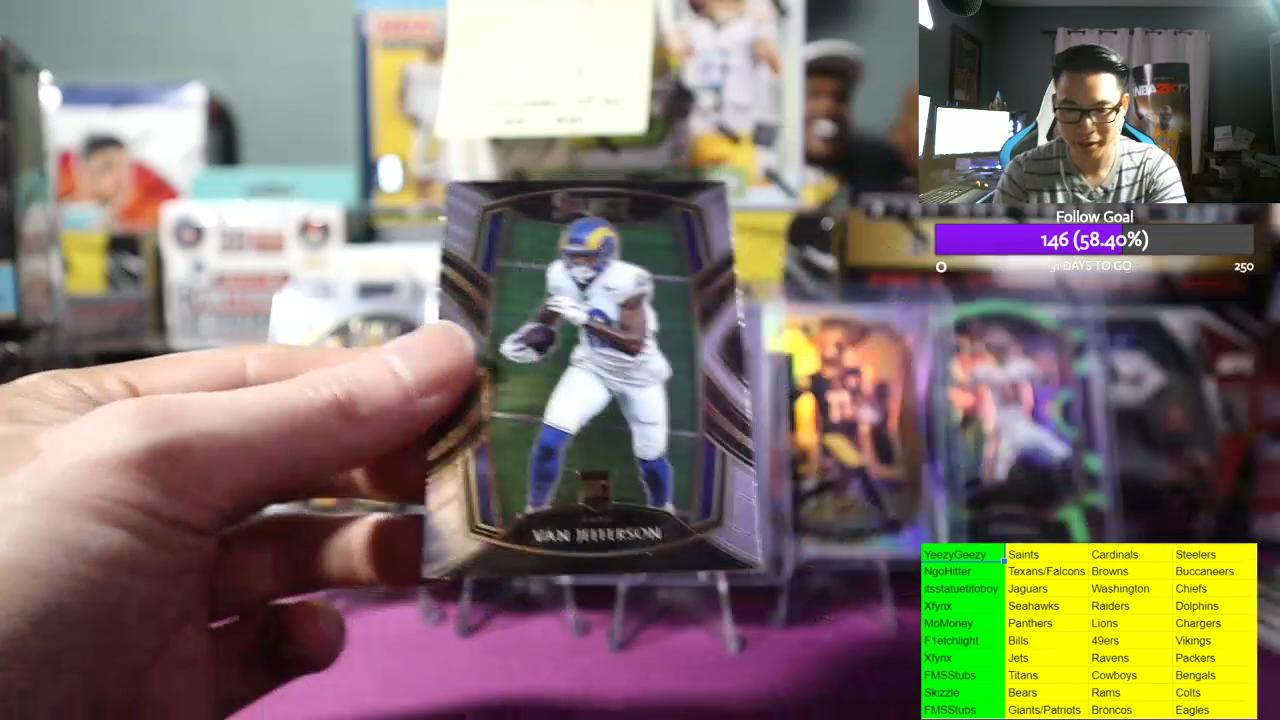 NBA2K17
Follow Goal
146 (58.40%)
0 DAYS TO GO 250
VAN JEFFERSON
YeezyGeezy Saints Cardinals Steelers
NgoHitter Texans/Falcons Browns Buccaneers
itsstatuetifoboy Jaguars Washington Chiefs
Xfynx Seahawks Raiders Dolphins
MoMoney Panthers Lions Chargers
F1etchlight Bills 49ers Vikings
Xfynx Jets Ravens Packers
FMSStubs Titans Cowboys Bengals
Skizzle Bears Rams Colts
FMSStubs Giants/Patriots Broncos Eagles